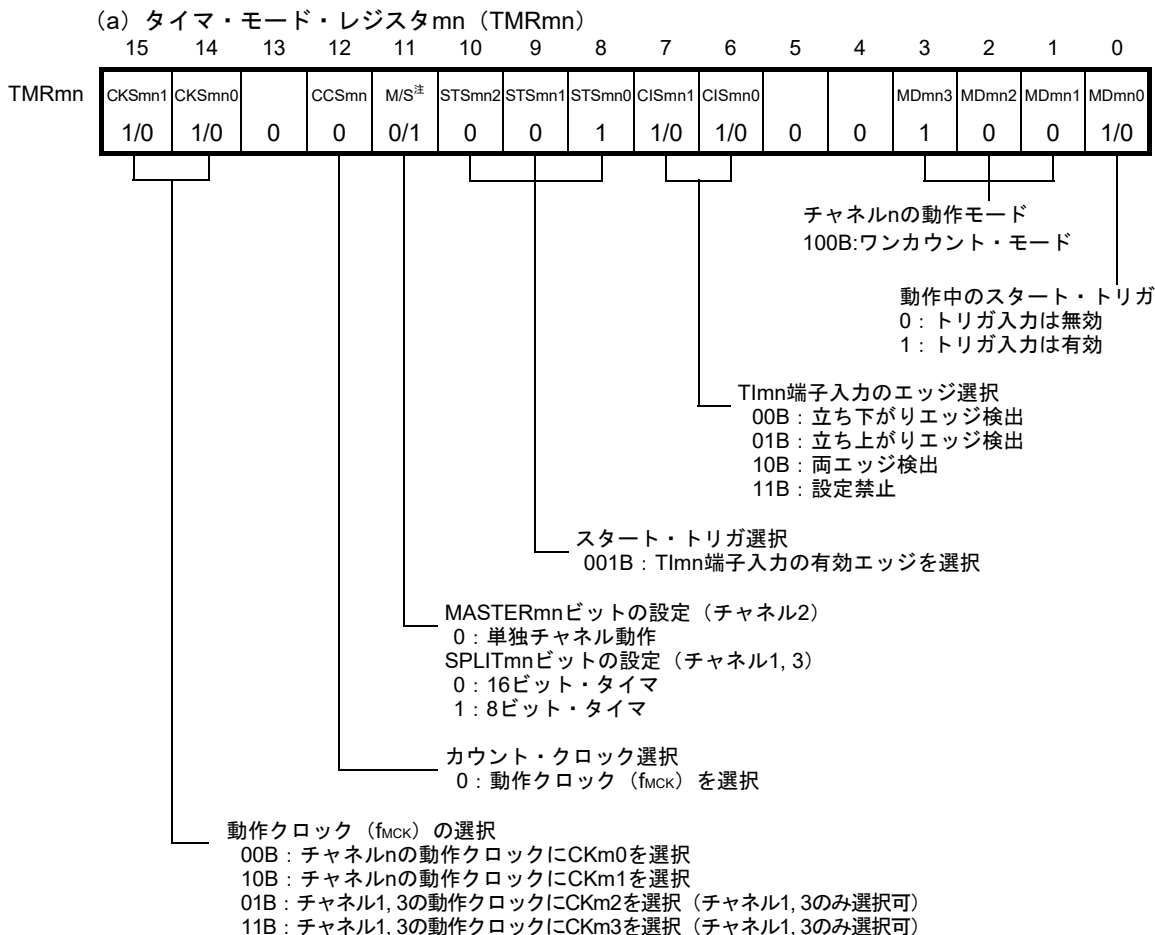 (a) タイマ・モード・レジスタmn（TMRmn）
15 14 13 12 11 10 9 8 7 6 5 4 3 2 1 0
TMRmn CKSmn1 CKSmn0 CCSmn M/S注 STSmn2 STSmn1 STSmn0 CISmn1 CISmn0 MDmn3 MDmn2 MDmn1 MDmn0
1/0 1/0 0 0 0/1 0 0 1 1/0 1/0 0 0 1 0 0 1/0
チャネルnの動作モード
100B:ワンカウント・モード
動作中のスタート・トリガ
0：トリガ入力は無効
1：トリガ入力は有効
TImn端子入力のエッジ選択
00B：立ち下がりエッジ検出
01B：立ち上がりエッジ検出
10B：両エッジ検出
11B：設定禁止
スタート・トリガ選択
001B：TImn端子入力の有効エッジを選択
MASTERmnビットの設定（チャネル2）
0：単独チャネル動作
SPLITmnビットの設定（チャネル1, 3）
0：16ビット・タイマ
1：8ビット・タイマ
カウント・クロック選択
0：動作クロック（fMCK）を選択
動作クロック（fMCK）の選択
00B：チャネルnの動作クロックにCKm0を選択
10B：チャネルnの動作クロックにCKm1を選択
01B：チャネル1, 3の動作クロックにCKm2を選択（チャネル1, 3のみ選択可）
11B：チャネル1, 3の動作クロックにCKm3を選択（チャネル1, 3のみ選択可）